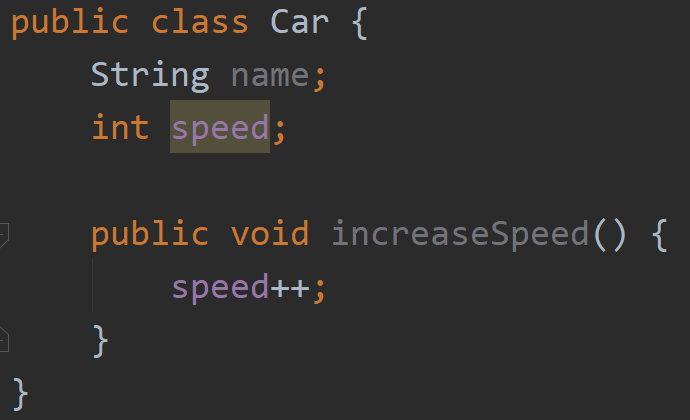 public class Car {
    String name;
    int speed;

    public void increaseSpeed() {
        speed++;
    }
}